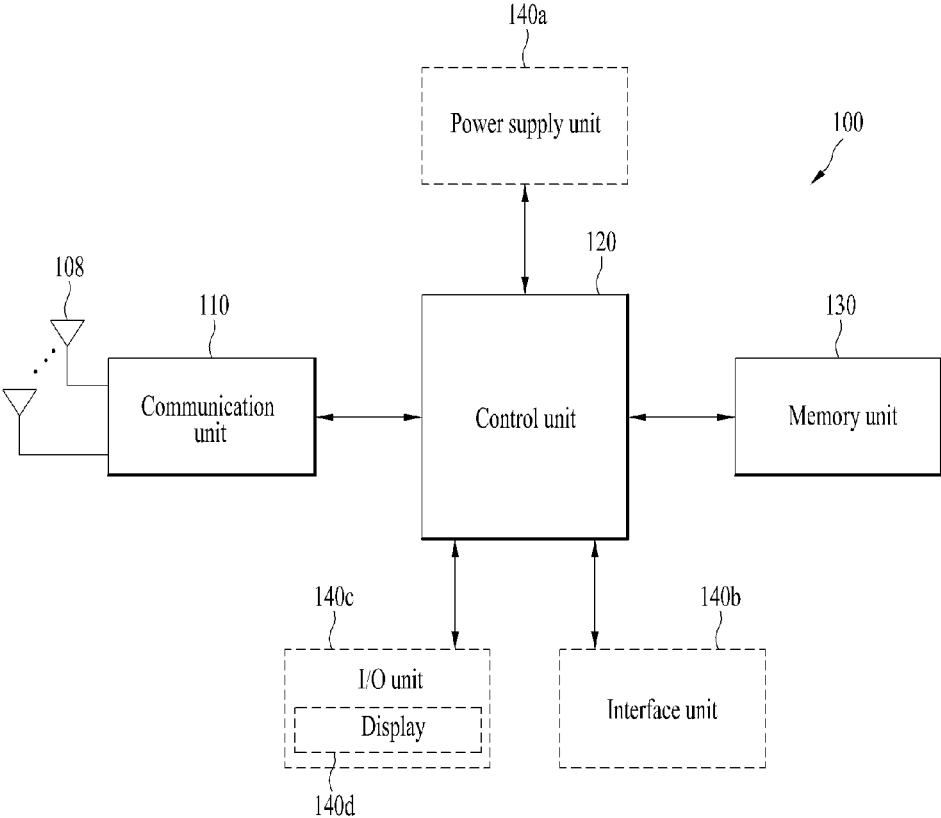 140a
Power supply unit
100
120
108
110
130
Communication
unit
Control unit
Memory unit
140c
140b
I/O unit
Display
Interface unit
140d